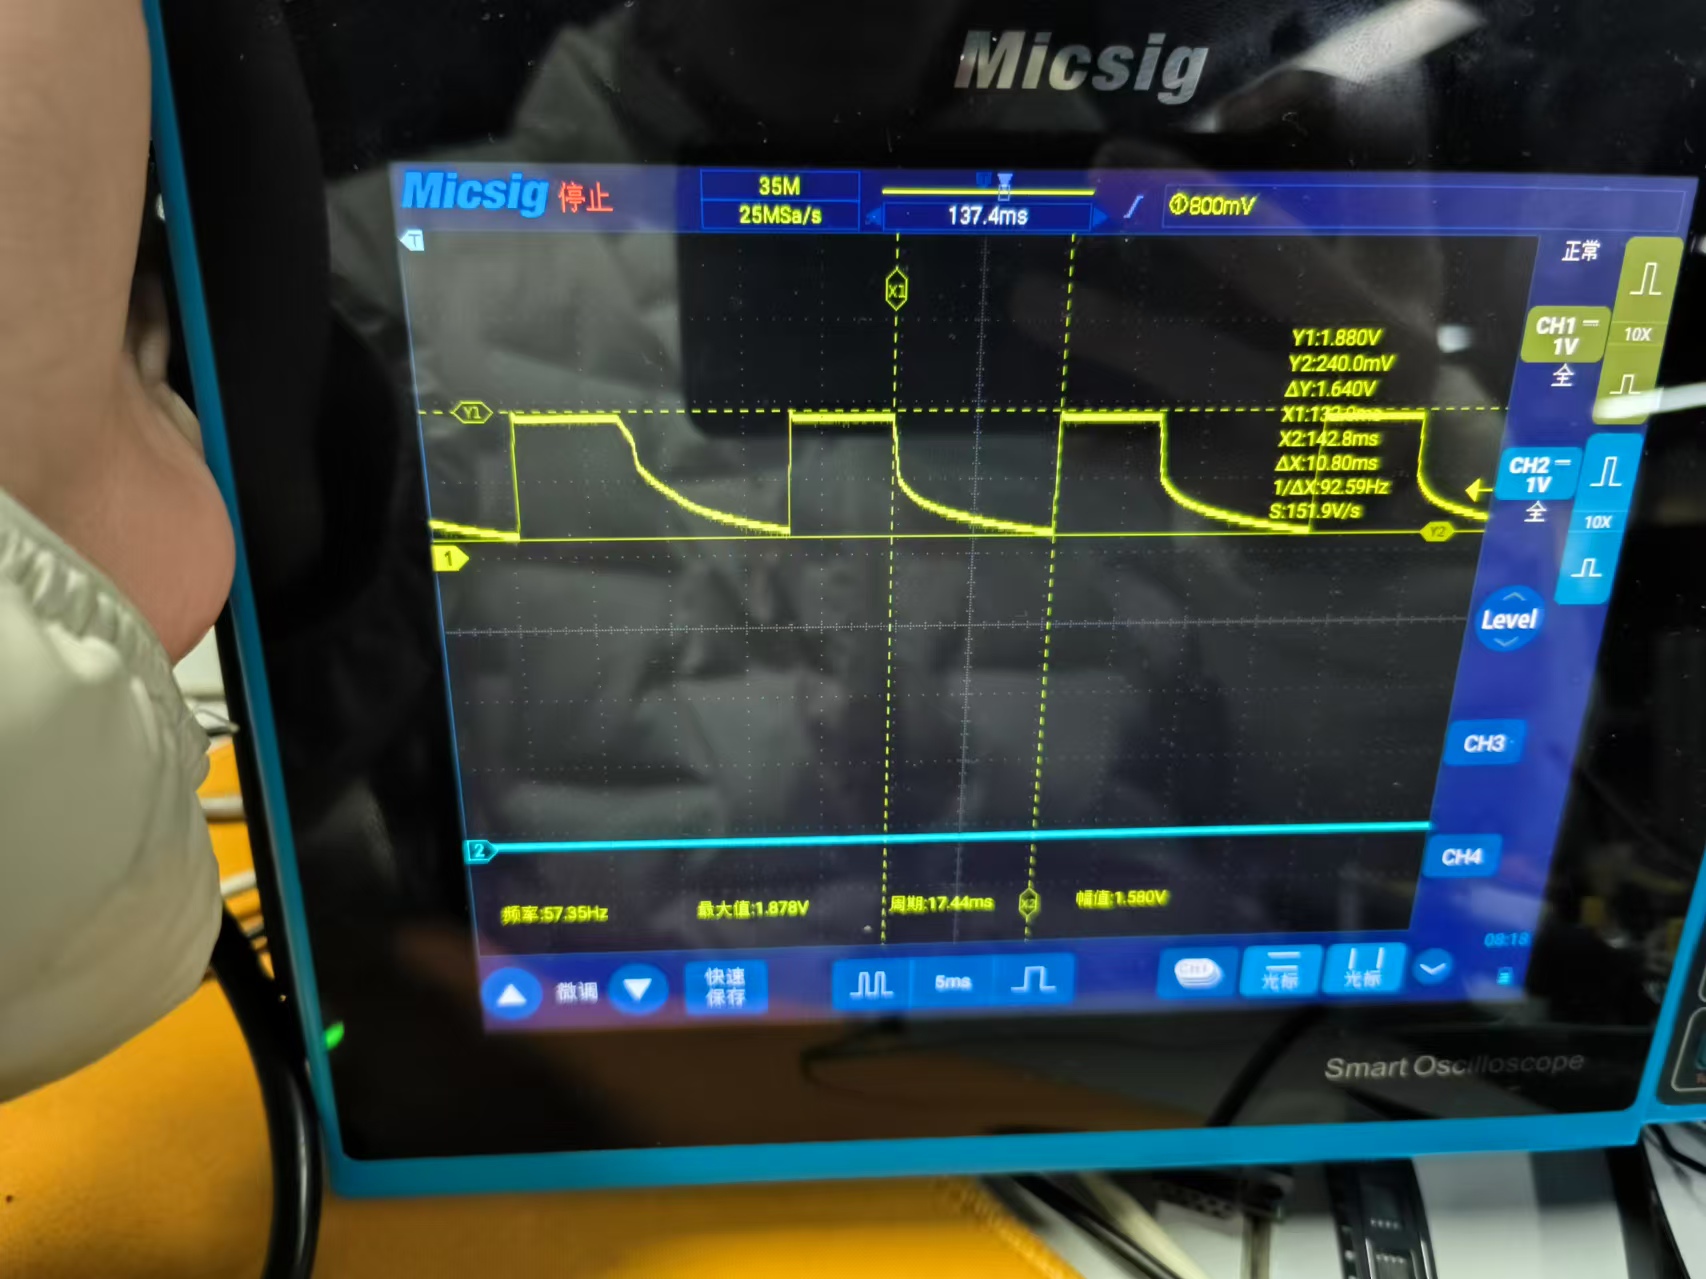 Micsig
Micsig 停止
35M
25MSa/s
137.4ms
①800mV
T
正常
X1
CH1
1V
10X
全
Y1
Y1:1.880V
Y2:240.0mV
ΔY:1.640V
X2:142.8ms
ΔX:10.80ms
1/ΔX:92.59Hz
S:151.9V/s
CH2
1V
10X
全
Y2
1
Level
CH3
2
CH4
频率:57.35Hz
最大值:1.878V
周期:17.44ms
X2
幅值:1.580V
08:18
微调
快速
保存
5ms
CH1
光标
光标
Smart Oscilloscope